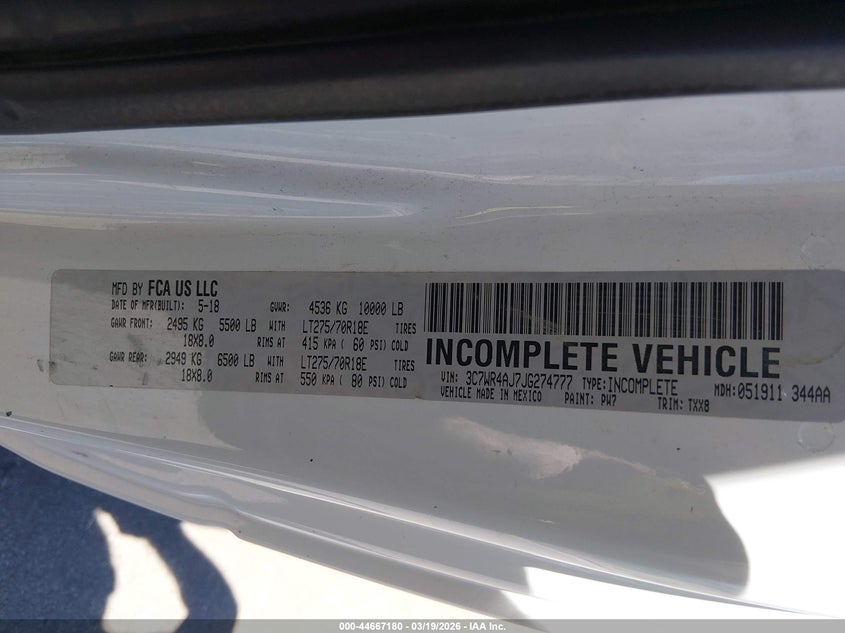 MFD BY FCA US LLC
DATE OF MFR(BUILT): 5-18 GVWR: 4536 KG 10000 LB
GAWR FRONT: 2495 KG 5500 LB WITH LT275/70R18E TIRES
18X8.0 RIMS AT 415 KPA ( 60 PSI) COLD
GAWR REAR: 2949 KG 6500 LB WITH LT275/70R18E TIRES
18X8.0 RIMS AT 550 KPA ( 80 PSI) COLD
INCOMPLETE VEHICLE
VIN: 3C7WR4AJ7JG274777 TYPE: INCOMPLETE MDH: 051911 344AA
VEHICLE MADE IN MEXICO PAINT: PW7 TRIM: TXX8
000-44667180 - 03/19/2026 - IAA Inc.